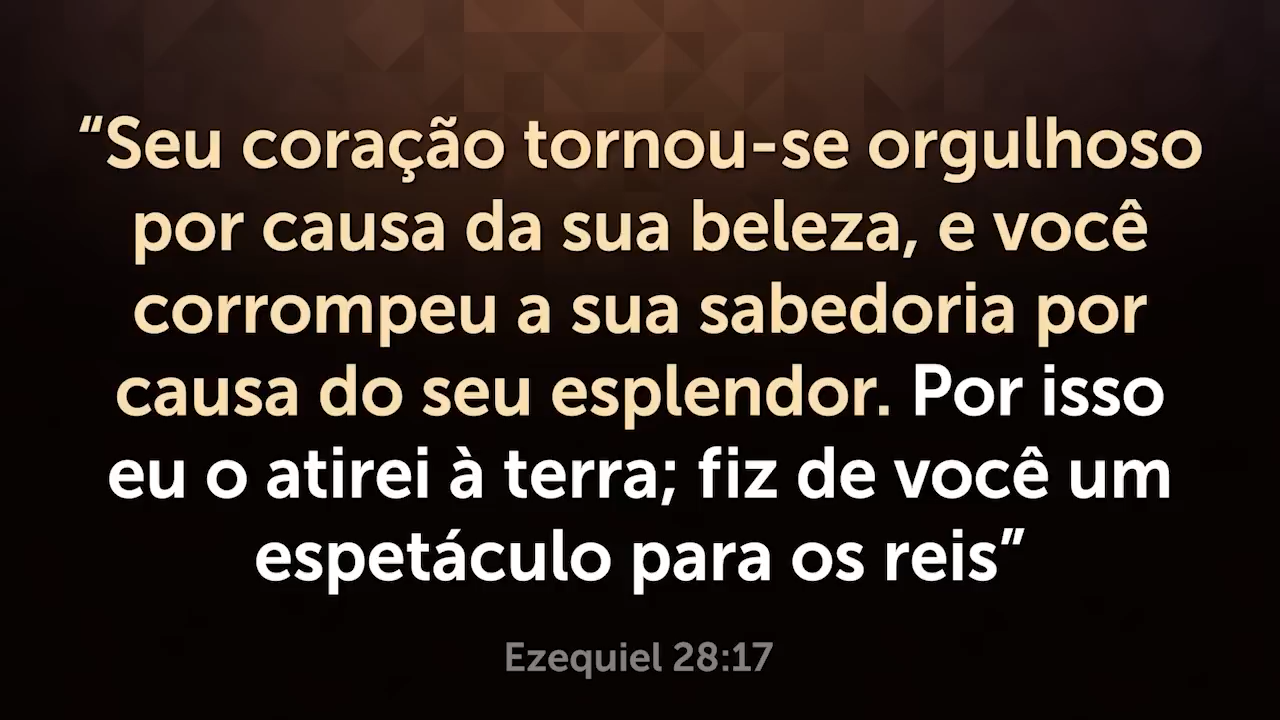 “Seu coração tornou-se orgulhoso
por causa da sua beleza, e você
corrompeu a sua sabedoria por
causa do seu esplendor. Por isso
eu o atirei à terra; fiz de você um
espetáculo para os reis”
Ezequiel 28:17